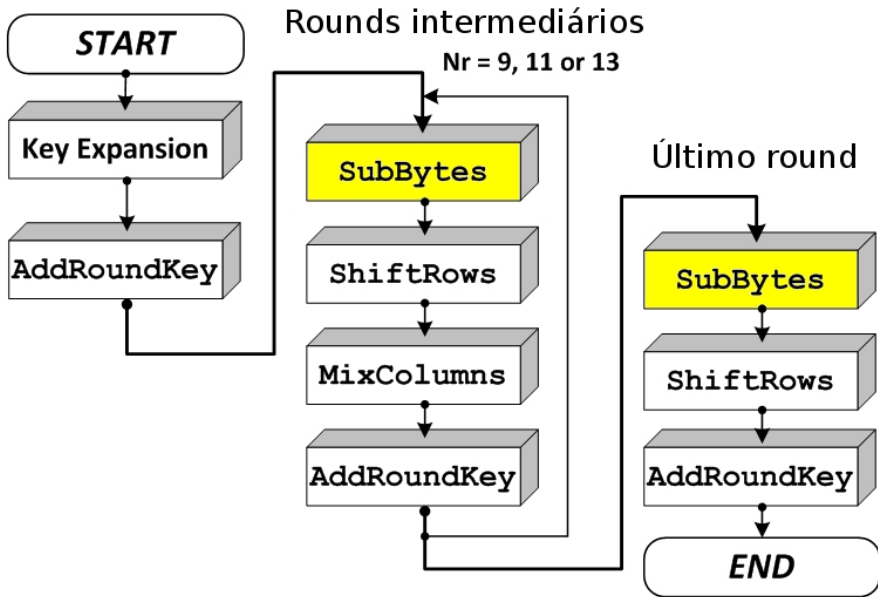 START
Key Expansion
AddRoundKey
Rounds intermediários
Nr = 9, 11 or 13
SubBytes
ShiftRows
MixColumns
AddRoundKey
Último round
SubBytes
ShiftRows
AddRoundKey
END